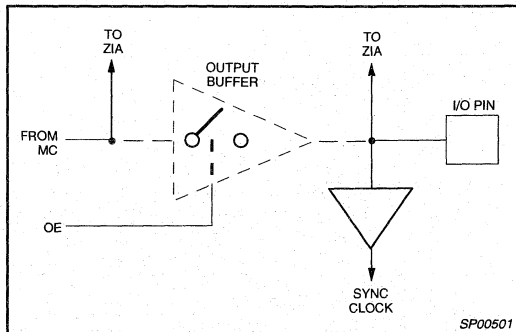 TO
ZIA
OUTPUT
BUFFER
TO
ZIA
I/O PIN
FROM
MC
OE
SYNC
CLOCK
SP00501